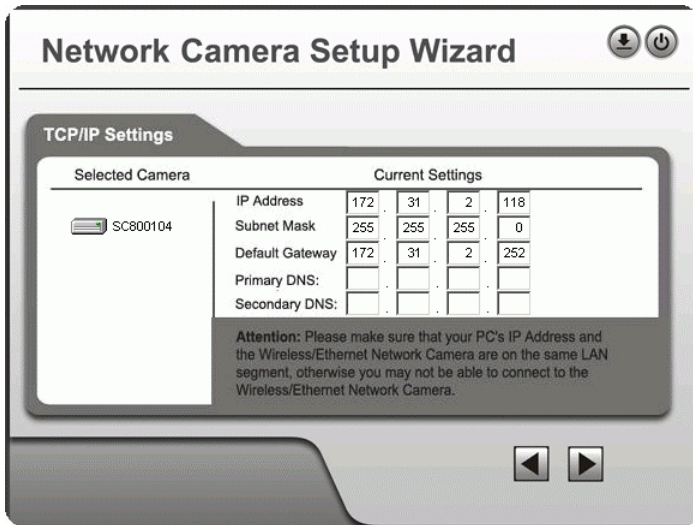 Network Camera Setup Wizard
TCP/IP Settings
Selected Camera
Current Settings
SC800104
IP Address 172 . 31 . 2 . 118
Subnet Mask 255 . 255 . 255 . 0
Default Gateway 172 . 31 . 2 . 252
Primary DNS: . . .
Secondary DNS: . . .
Attention: Please make sure that your PC's IP Address and
the Wireless/Ethernet Network Camera are on the same LAN
segment, otherwise you may not be able to connect to the
Wireless/Ethernet Network Camera.